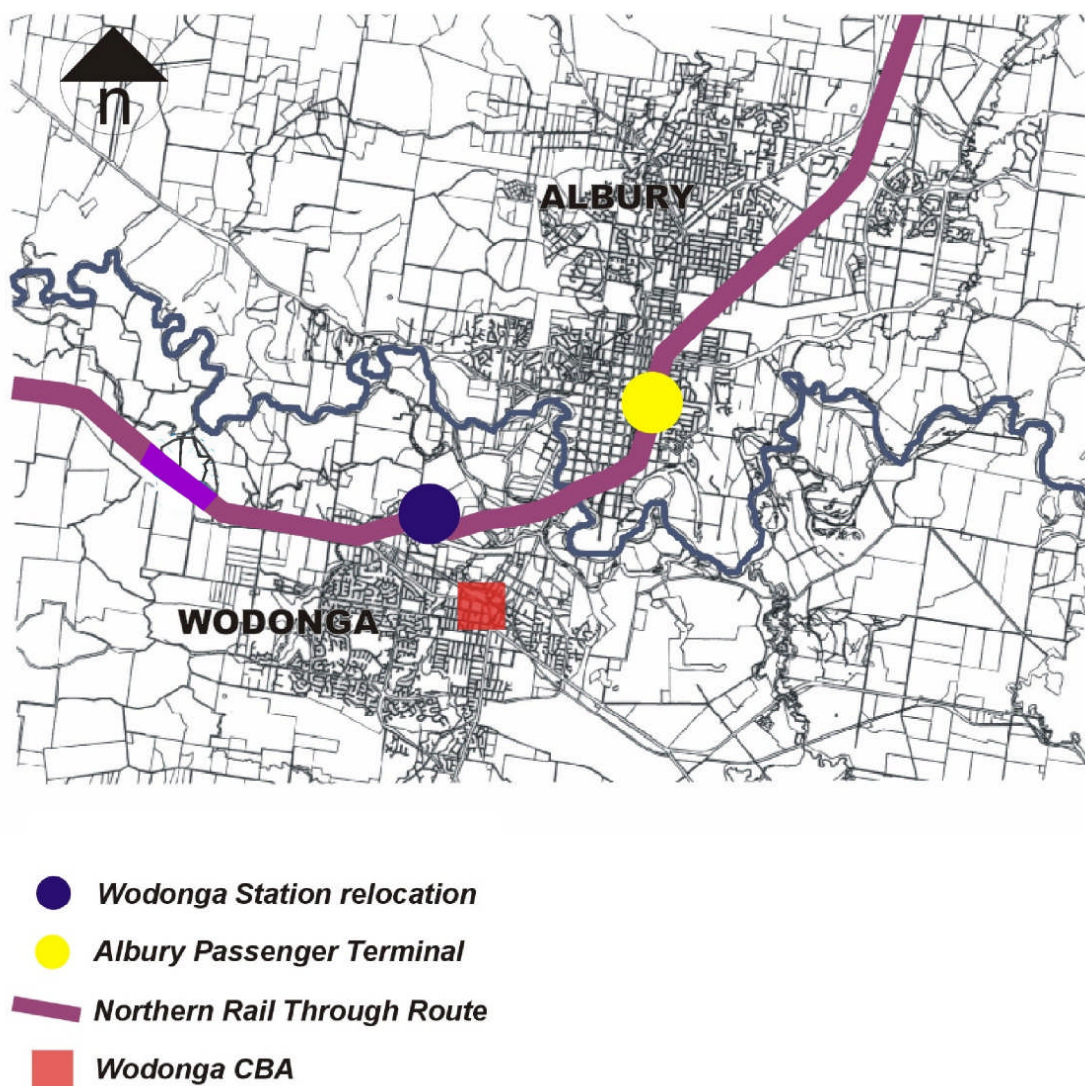 n
ALBURY
WODONGA
Wodonga Station relocation
Albury Passenger Terminal
Northern Rail Through Route
Wodonga CBA